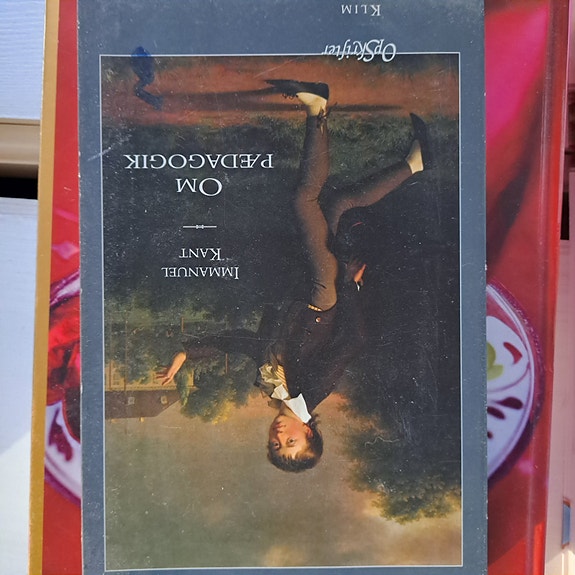 IMMANUEL
KANT
OM
PÆDAGOGIK
OpSkrifter
KLIM